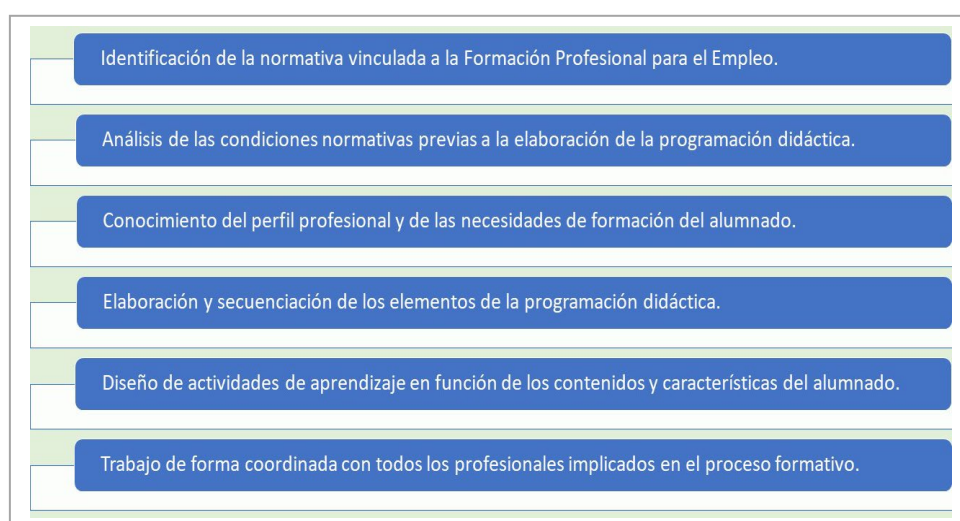 Identificación de la normativa vinculada a la Formación Profesional para el Empleo.
Análisis de las condiciones normativas previas a la elaboración de la programación didáctica.
Conocimiento del perfil profesional y de las necesidades de formación del alumnado.
Elaboración y secuenciación de los elementos de la programación didáctica.
Diseño de actividades de aprendizaje en función de los contenidos y características del alumnado.
Trabajo de forma coordinada con todos los profesionales implicados en el proceso formativo.